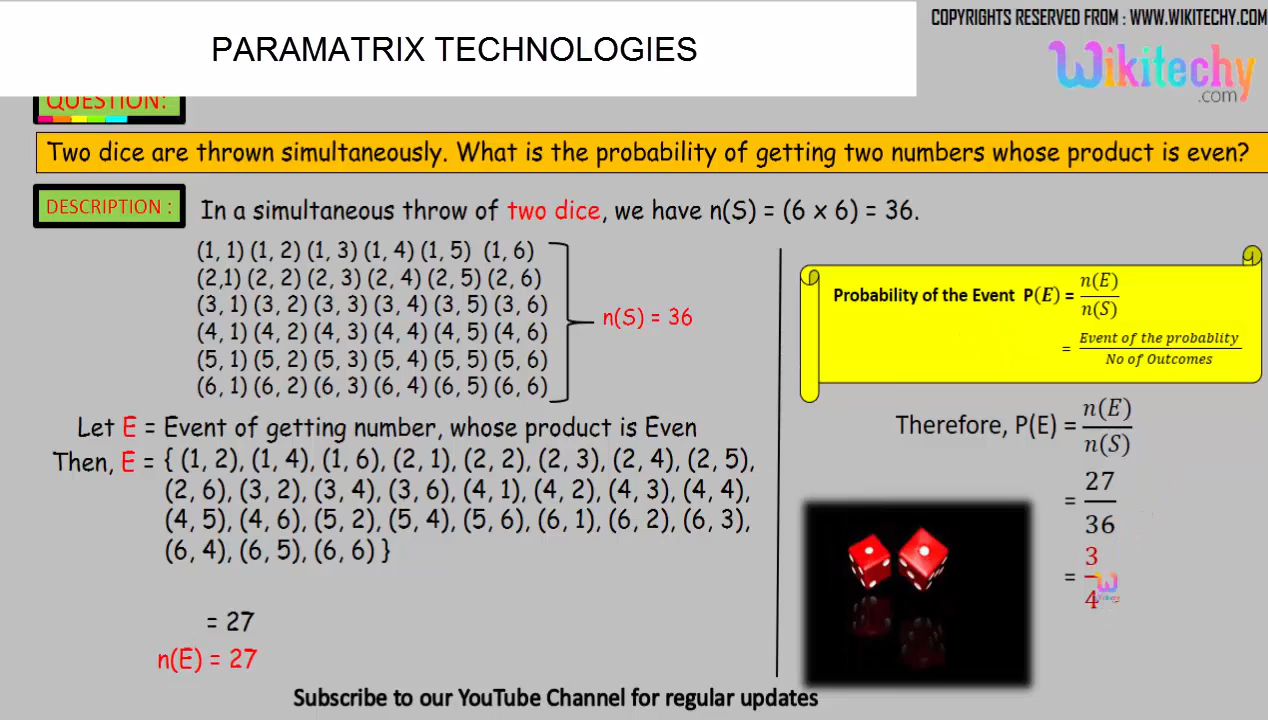 COPYRIGHTS RESERVED FROM : WWW.WIKITECHY.COM
PARAMATRIX TECHNOLOGIES
Wikitechy
.com
QUESTION:
Two dice are thrown simultaneously. What is the probability of getting two numbers whose product is even?
DESCRIPTION :
In a simultaneous throw of two dice, we have n(S) = (6 x 6) = 36.
(1, 1) (1, 2) (1, 3) (1, 4) (1, 5) (1, 6)
(2,1) (2, 2) (2, 3) (2, 4) (2, 5) (2, 6)
(3, 1) (3, 2) (3, 3) (3, 4) (3, 5) (3, 6)
(4, 1) (4, 2) (4, 3) (4, 4) (4, 5) (4, 6)
(5, 1) (5, 2) (5, 3) (5, 4) (5, 5) (5, 6)
(6, 1) (6, 2) (6, 3) (6, 4) (6, 5) (6, 6)
n(S) = 36
Let E = Event of getting number, whose product is Even
Then, E = { (1, 2), (1, 4), (1, 6), (2, 1), (2, 2), (2, 3), (2, 4), (2, 5),
(2, 6), (3, 2), (3, 4), (3, 6), (4, 1), (4, 2), (4, 3), (4, 4),
(4, 5), (4, 6), (5, 2), (5, 4), (5, 6), (6, 1), (6, 2), (6, 3),
(6, 4), (6, 5), (6, 6) }
= 27
n(E) = 27
Probability of the Event P(E) = n(E)
n(S)
= Event of the probablity
No of Outcomes
Therefore, P(E) = n(E)
n(S)
= 27
36
= 3
4
Subscribe to our YouTube Channel for regular updates